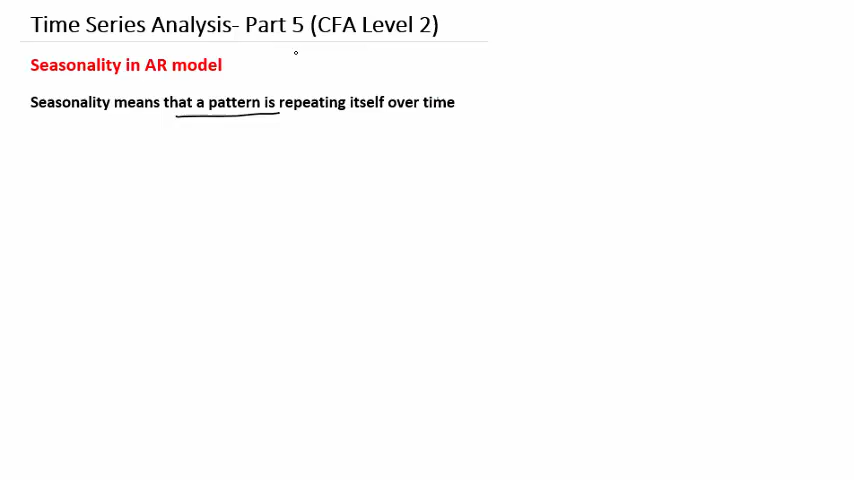 Time Series Analysis- Part 5 (CFA Level 2)
Seasonality in AR model
Seasonality means that a pattern is repeating itself over time